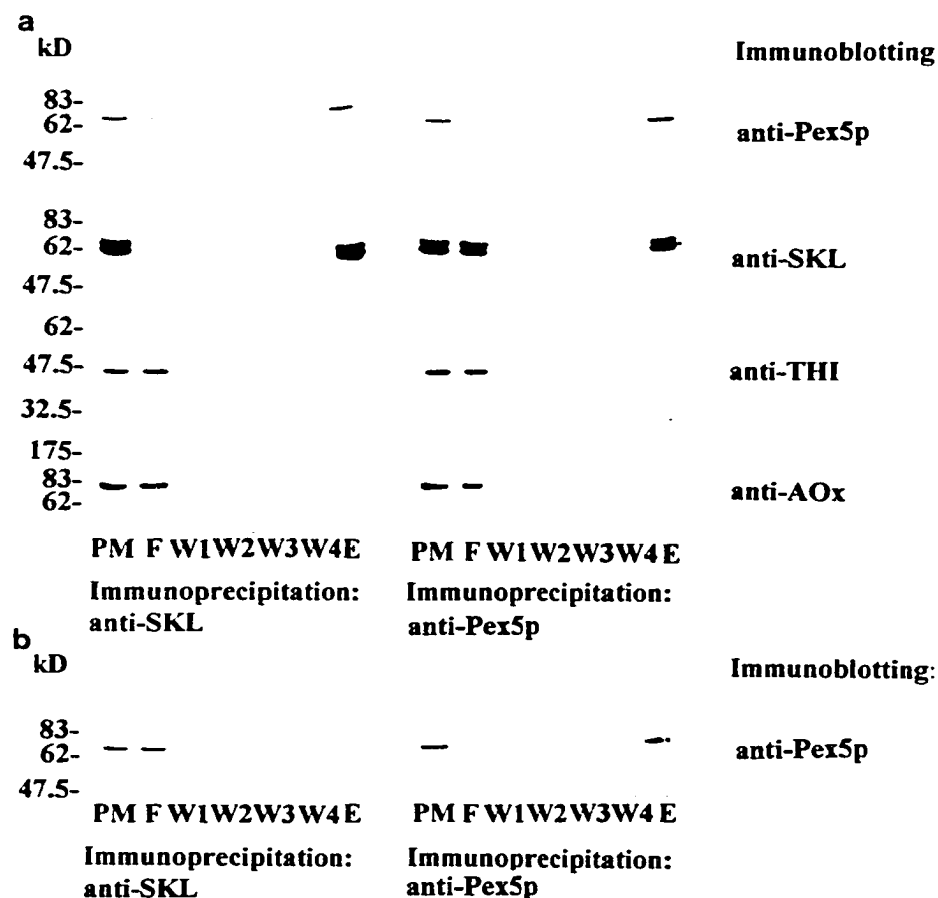 a
kD
Immunoblotting
83-
62-
anti-Pex5p
47.5-
83-
62-
anti-SKL
47.5-
62-
47.5-
anti-THI
32.5-
175-
83-
anti-AOx
62-
PM F W1W2W3W4E PM F W1W2W3W4 E
Immunoprecipitation: Immunoprecipitation:
anti-SKL anti-Pex5p
b
kD
Immunoblotting:
83-
62- anti-Pex5p
47.5-
PM F W1W2W3W4E PM F W1W2W3W4 E
Immunoprecipitation: Immunoprecipitation:
anti-SKL anti-Pex5p